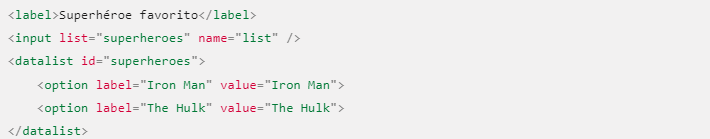 <label>Superhéroe favorito</label>
<input list="superheroes" name="list" />
<datalist id="superheroes">
    <option label="Iron Man" value="Iron Man">
    <option label="The Hulk" value="The Hulk">
</datalist>